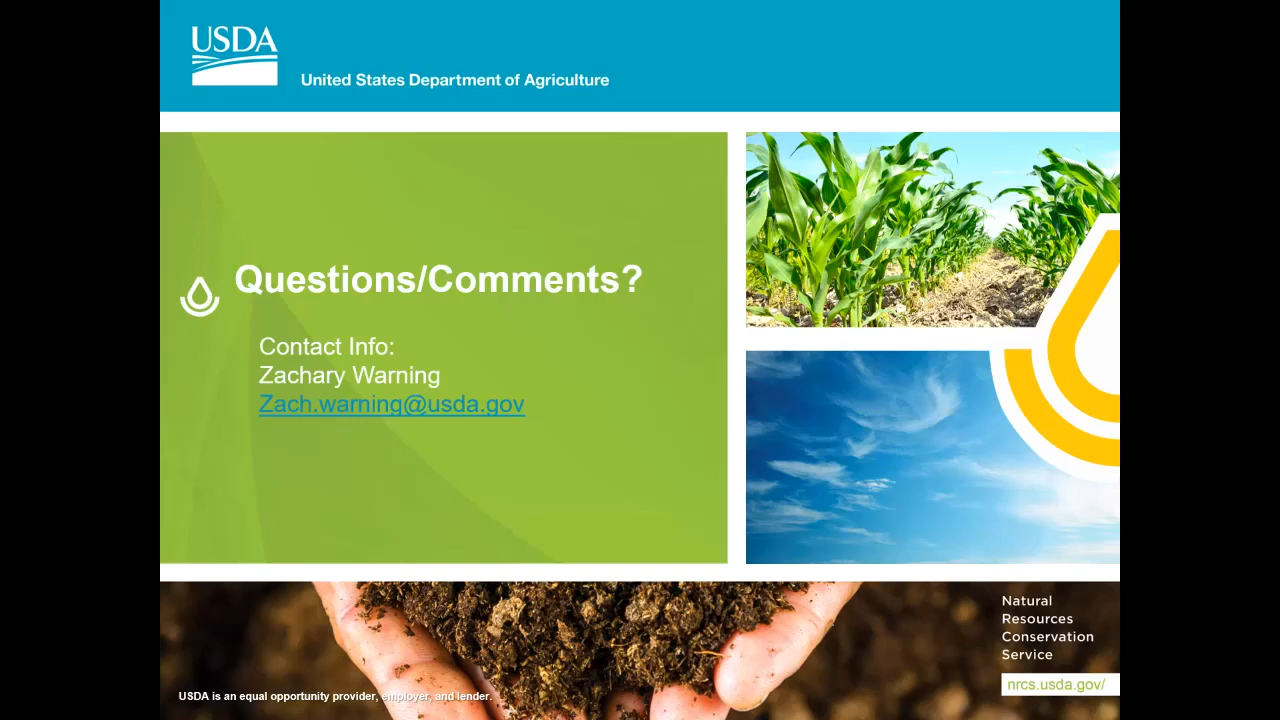 USDA
United States Department of Agriculture
Questions/Comments?
Contact Info:
Zachary Warning
Zach.warning@usda.gov
Natural
Resources
Conservation
Service
nrcs.usda.gov/
USDA is an equal opportunity provider, employer, and lender.